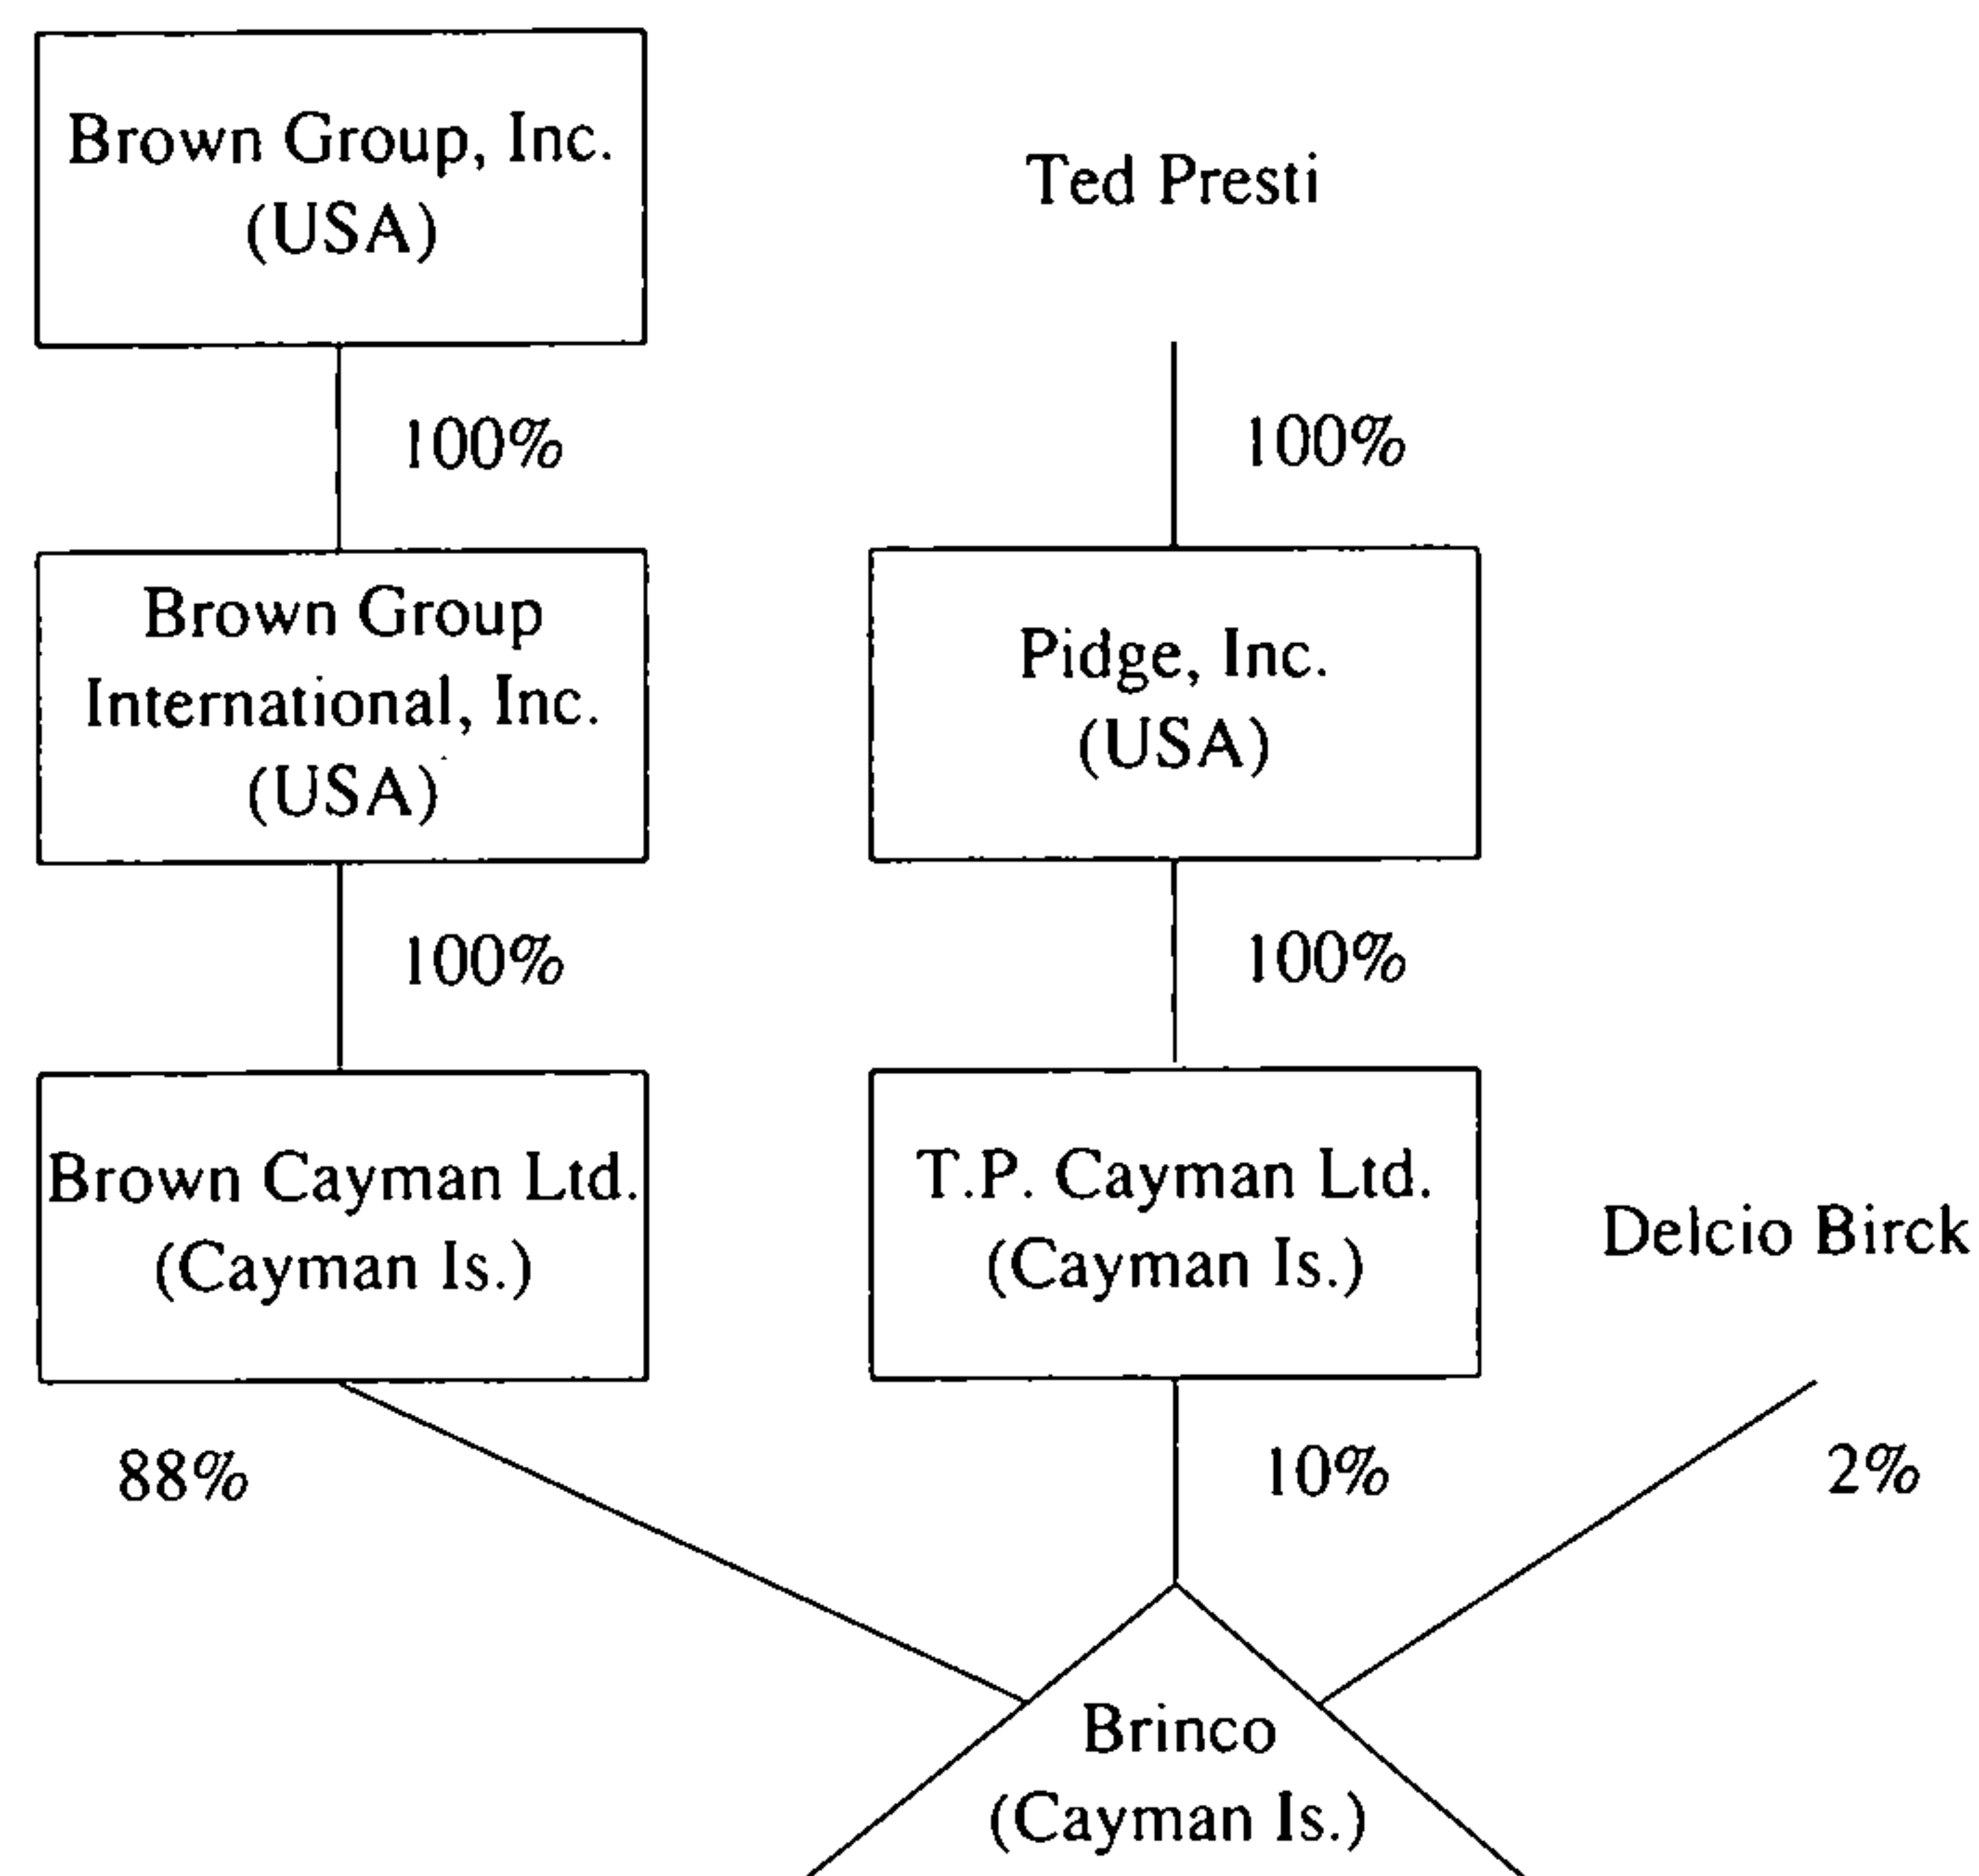 Brown Group, Inc.
(USA)
Ted Presti
100%
100%
Brown Group
International, Inc.
(USA)
Pidge, Inc.
(USA)
100%
100%
Brown Cayman Ltd.
(Cayman Is.)
T.P. Cayman Ltd.
(Cayman Is.)
Delcio Birck
88%
10%
2%
Brinco
(Cayman Is.)